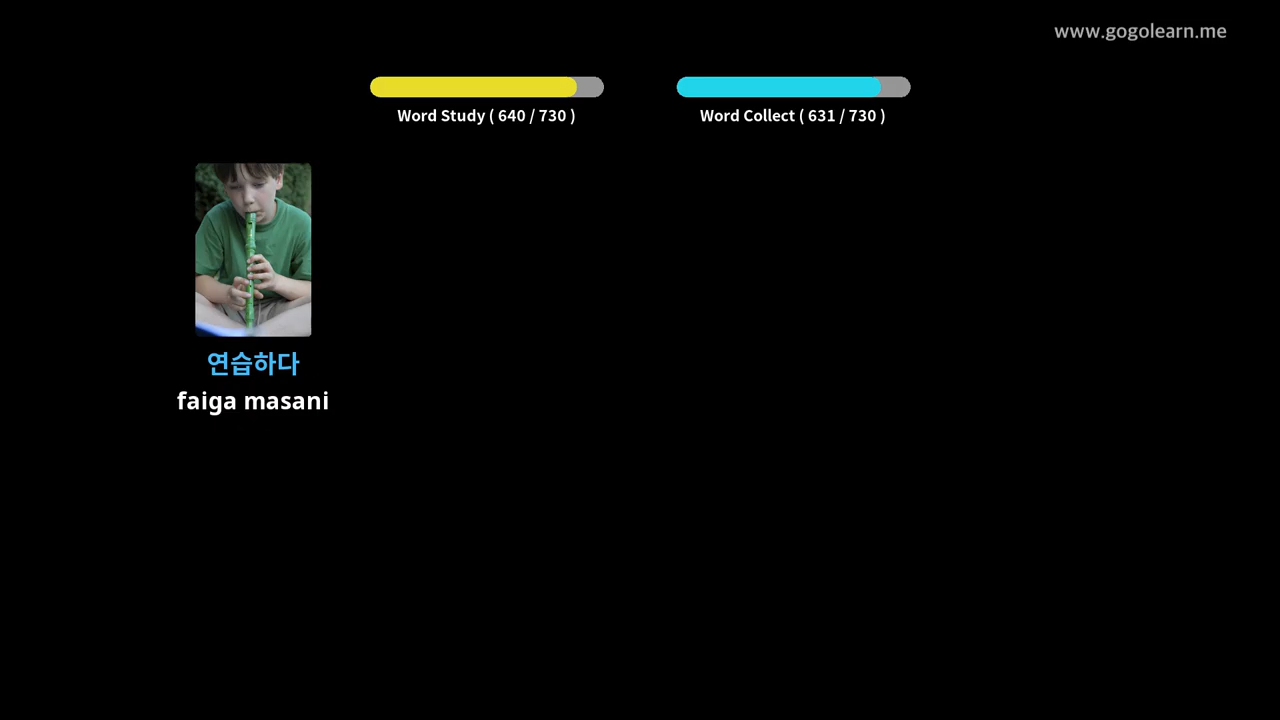 www.gogolearn.me
Word Study ( 640 / 730 )
Word Collect ( 631 / 730 )
연습하다
faiga masani